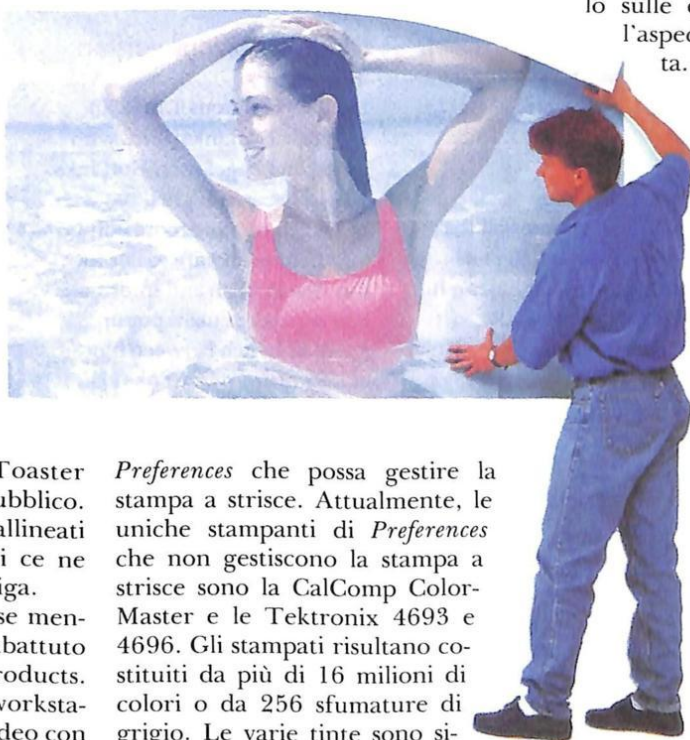 lo sulle
l'aspe
ta.
Toaster
ubblico.
allineati
i ce ne
iga.
se men-
battuto
roducts.
worksta-
deo con
Preferences che possa gestire la
stampa a strisce. Attualmente, le
uniche stampanti di Preferences
che non gestiscono la stampa a
strisce sono la CalComp Color-
Master e le Tektronix 4693 e
4696. Gli stampati risultano co-
stituiti da più di 16 milioni di
colori o da 256 sfumature di
grigio. Le varie tinte sono si-